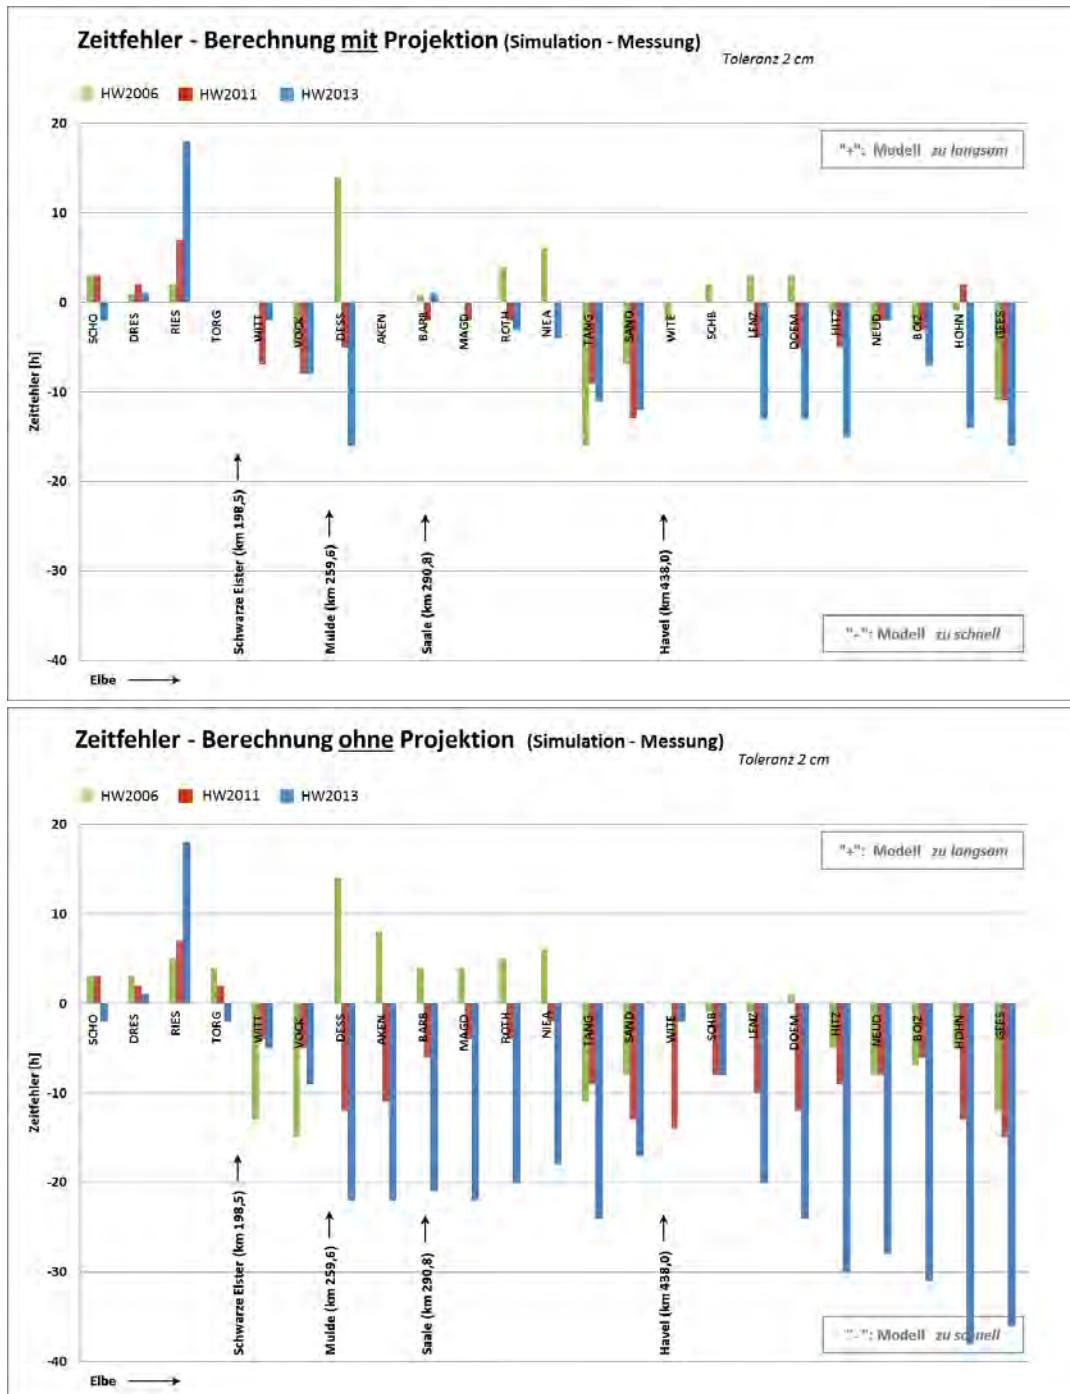 Zeitfehler - Berechnung mit Projektion (Simulation - Messung)
Toleranz 2 cm
HW2006 HW2011 HW2013
"+": Modell zu langsam
20
10
0
-10
-20
-30
-40
Zeitfehler [h]
SCHO DRES RIES TORG WITT VOCK DESS AKEN BARB MAGD ROTH NIEA TANG SAND WITE SCHB LENZ DOEM HITZ NEUD BOIZ HOHN GEES
Schwarze Elster (km 198,5)
Mulde (km 259,6)
Saale (km 290,8)
Havel (km 438,0)
"-": Modell zu schnell
Elbe
Zeitfehler - Berechnung ohne Projektion (Simulation - Messung)
Toleranz 2 cm
HW2006 HW2011 HW2013
"+": Modell zu langsam
20
10
0
-10
-20
-30
-40
Zeitfehler [h]
SCHO DRES RIES TORG WITT VOCK DESS AKEN BARB MAGD ROTH NIEA TANG SAND WITE SCHB LENZ DOEM HITZ NEUD BOIZ HOHN GEES
Schwarze Elster (km 198,5)
Mulde (km 259,6)
Saale (km 290,8)
Havel (km 438,0)
"-": Modell zu schnell
Elbe